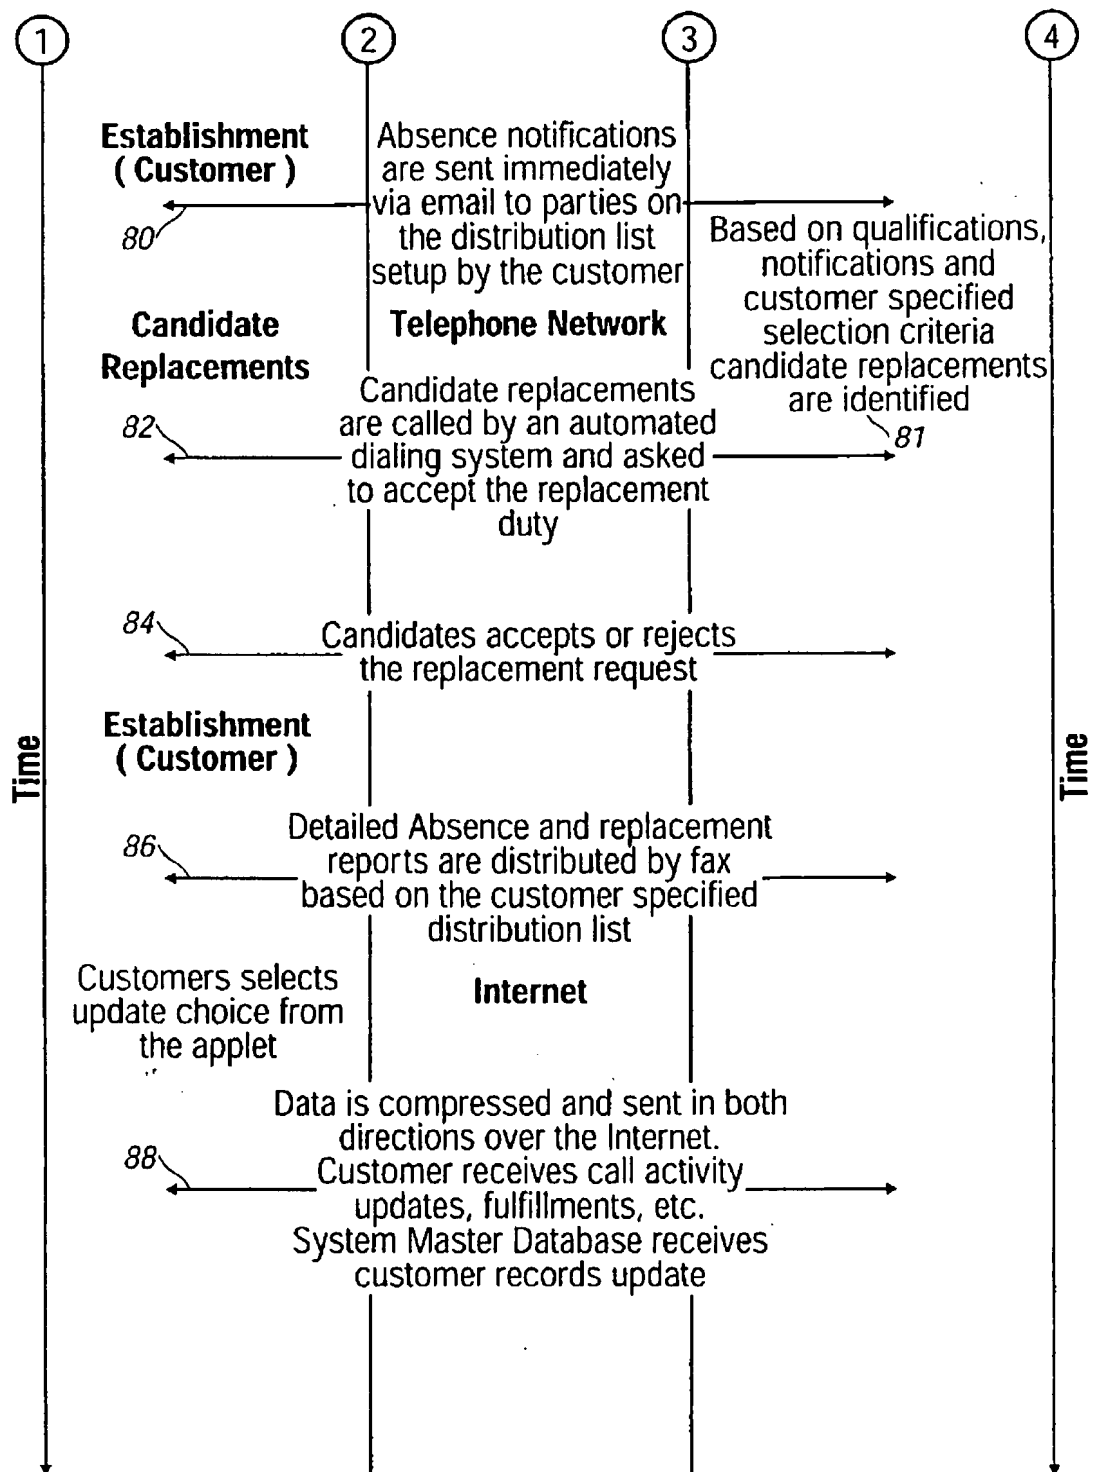 1
2
3
4
Establishment
( Customer )
80
Absence notifications
are sent immediately
via email to parties on
the distribution list
setup by the customer
Based on qualifications,
notifications and
customer specified
selection criteria
candidate replacements
are identified
81
Candidate
Replacements
Telephone Network
82
Candidate replacements
are called by an automated
dialing system and asked
to accept the replacement
duty
84
Candidates accepts or rejects
the replacement request
Establishment
( Customer )
Time
Time
86
Detailed Absence and replacement
reports are distributed by fax
based on the customer specified
distribution list
Customers selects
update choice from
the applet
Internet
88
Data is compressed and sent in both
directions over the Internet.
Customer receives call activity
updates, fulfillments, etc.
System Master Database receives
customer records update